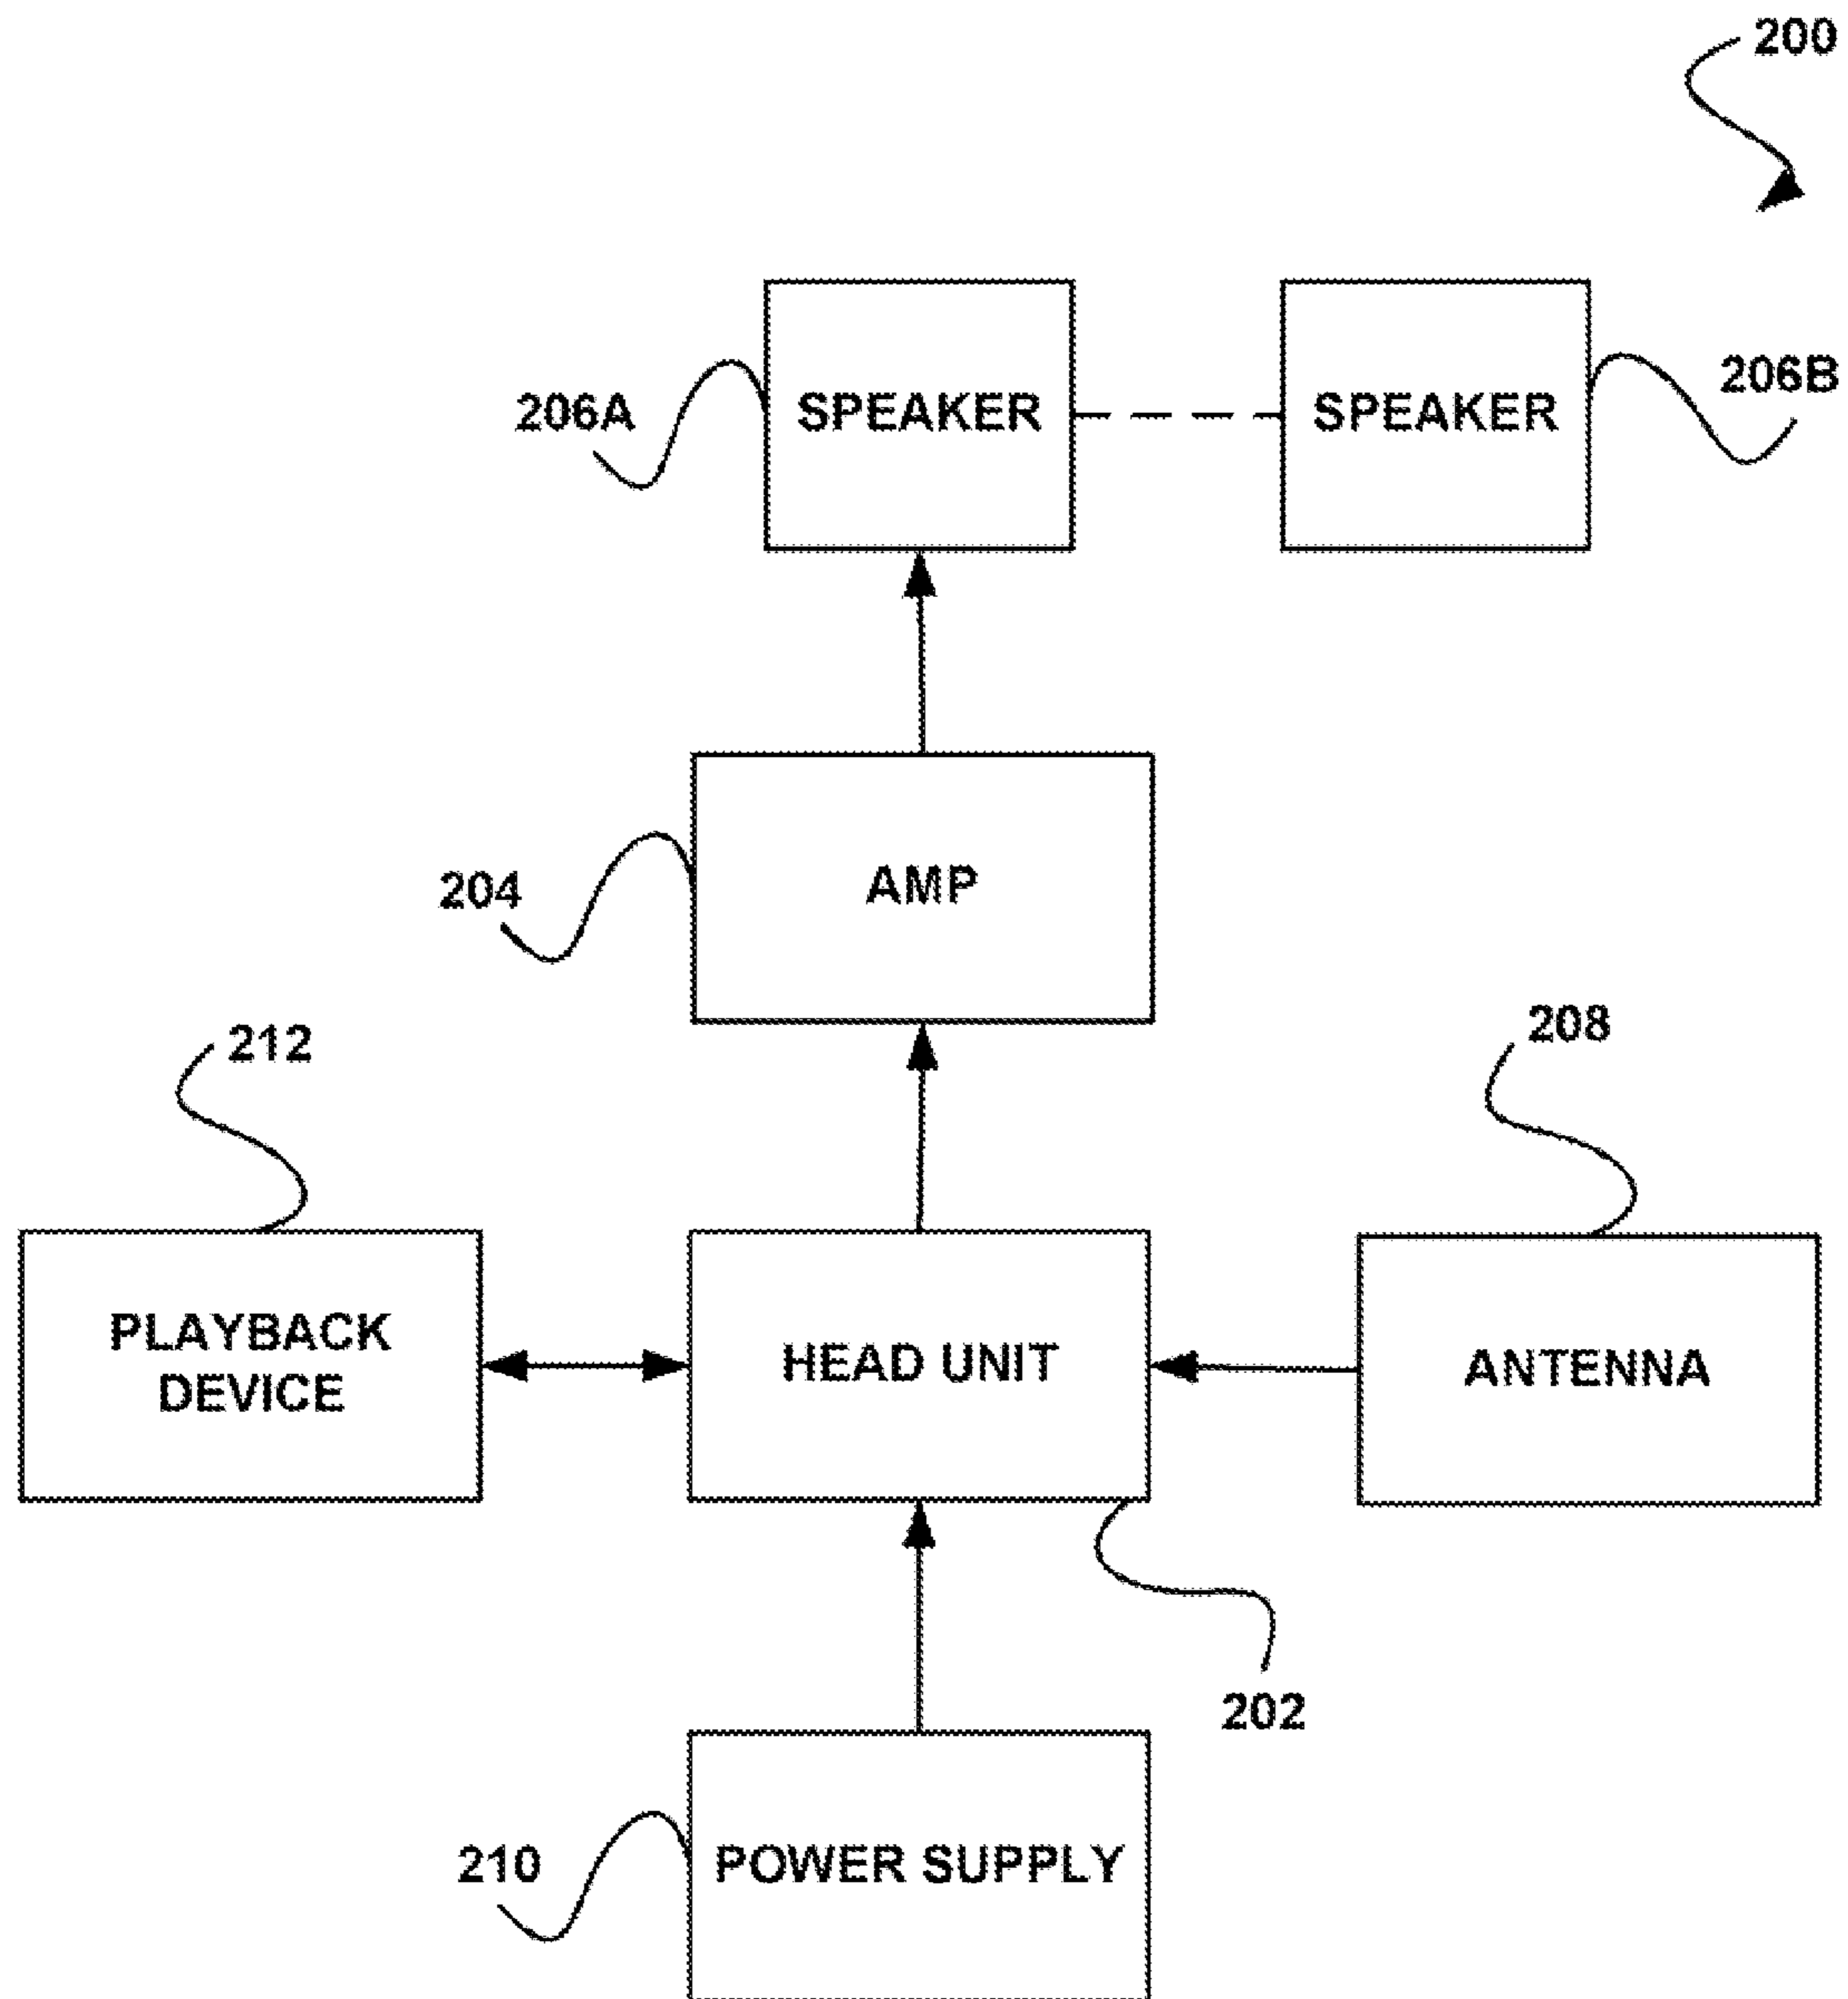 200
206A
SPEAKER
SPEAKER
206B
204
AMP
212
208
PLAYBACK
DEVICE
HEAD UNIT
ANTENNA
202
210
POWER SUPPLY